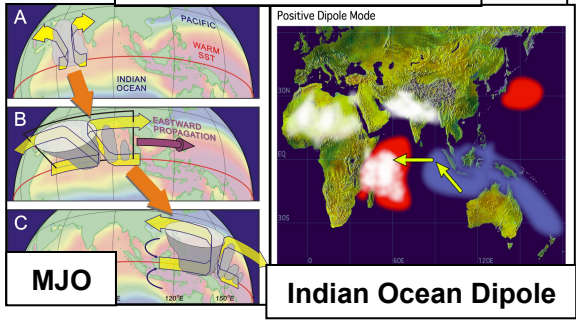 A
PACIFIC
WARM
SST
INDIAN
OCEAN
B
EASTWARD
PROPAGATION
C
120°E
150°E
MJO
Positive Dipole Mode
30N
EQ
30S
0
60E
120E
Indian Ocean Dipole